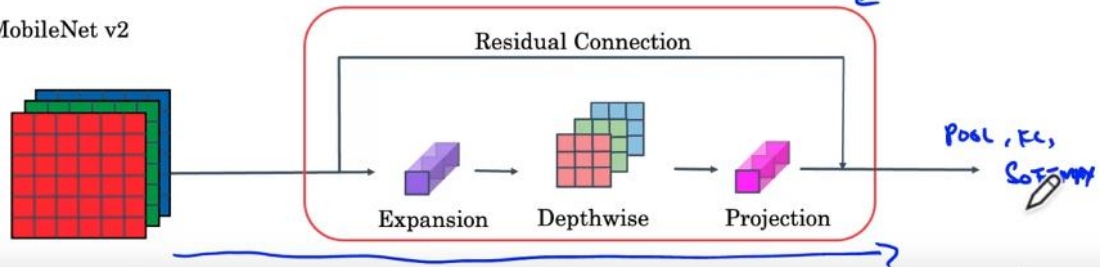 MobileNet v2
Residual Connection
Expansion Depthwise Projection
POOL, FC,
SOFTMAX